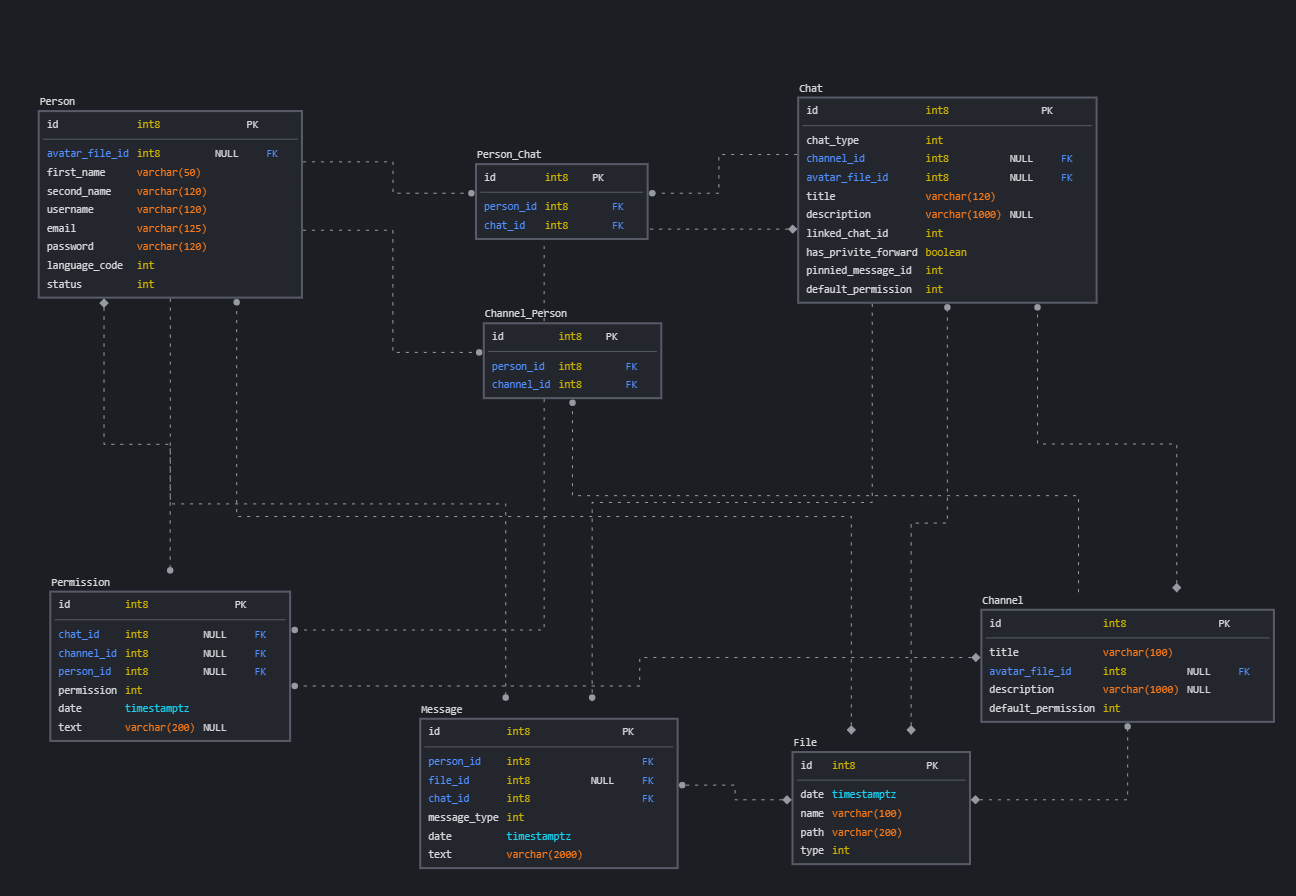 Person
id int8 PK
avatar_file_id int8 NULL FK
first_name varchar(50)
second_name varchar(120)
username varchar(120)
email varchar(125)
password varchar(120)
language_code int
status int
Person_Chat
id int8 PK
person_id int8 FK
chat_id int8 FK
Chat
id int8 PK
chat_type int
channel_id int8 NULL FK
avatar_file_id int8 NULL FK
title varchar(120)
description varchar(1000) NULL
linked_chat_id int
has_privite_forward boolean
pinnied_message_id int
default_permission int
Channel_Person
id int8 PK
person_id int8 FK
channel_id int8 FK
Permission
id int8 PK
chat_id int8 NULL FK
channel_id int8 NULL FK
person_id int8 NULL FK
permission int
date timestamptz
text varchar(200) NULL
Message
id int8 PK
person_id int8 FK
file_id int8 NULL FK
chat_id int8 FK
message_type int
date timestamptz
text varchar(2000)
File
id int8 PK
date timestamptz
name varchar(100)
path varchar(200)
type int
Channel
id int8 PK
title varchar(100)
avatar_file_id int8 NULL FK
description varchar(1000) NULL
default_permission int